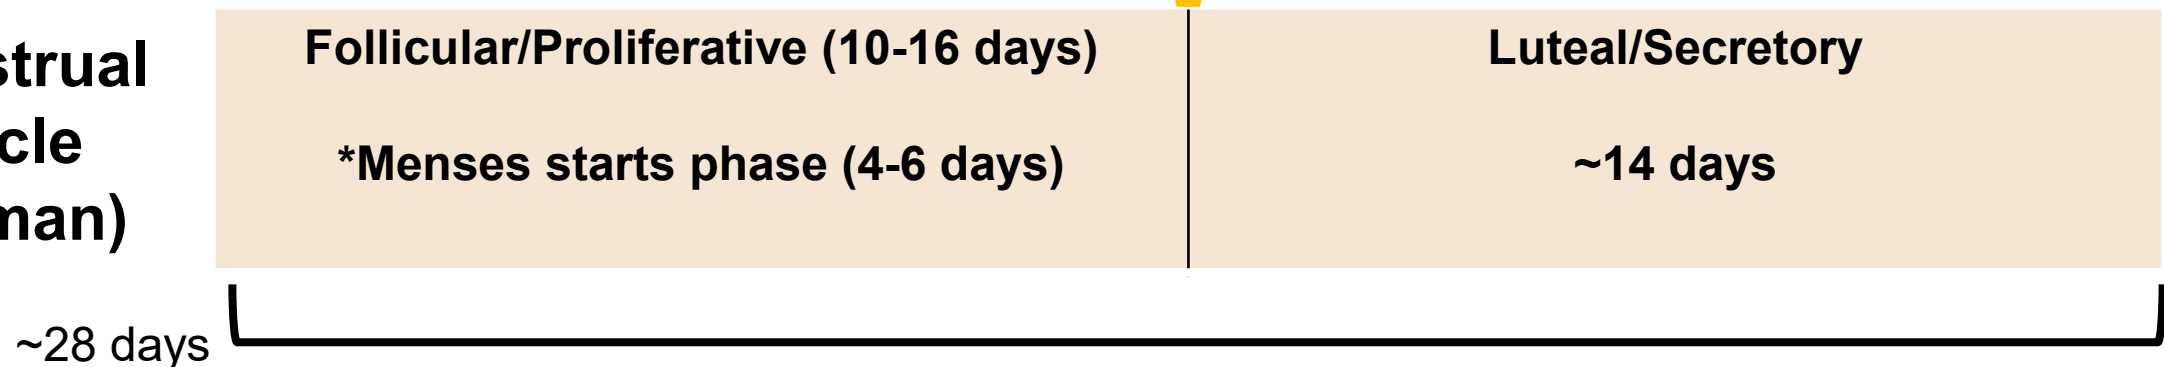 strual
cle
man)
Follicular/Proliferative (10-16 days)
*Menses starts phase (4-6 days)
Luteal/Secretory
~14 days
~28 days